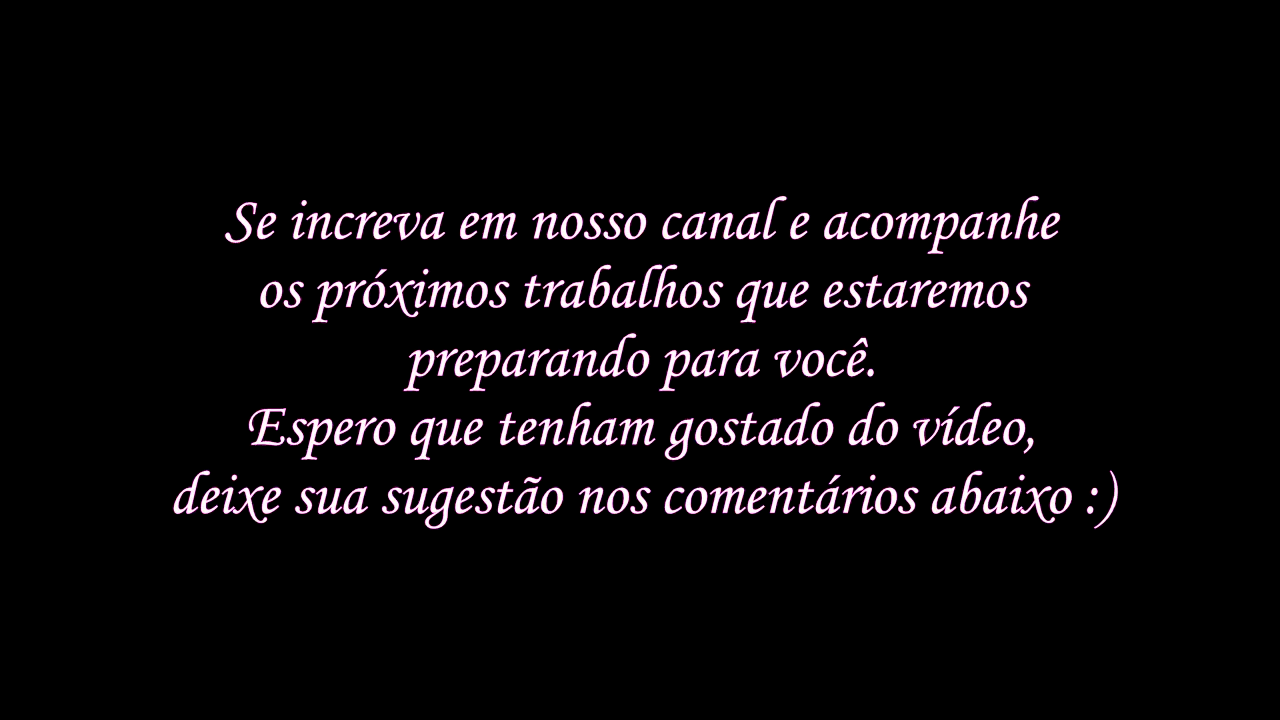 Se increva em nosso canal e acompanhe
os próximos trabalhos que estaremos
preparando para você.
Espero que tenham gostado do vídeo,
deixe sua sugestão nos comentários abaixo :)